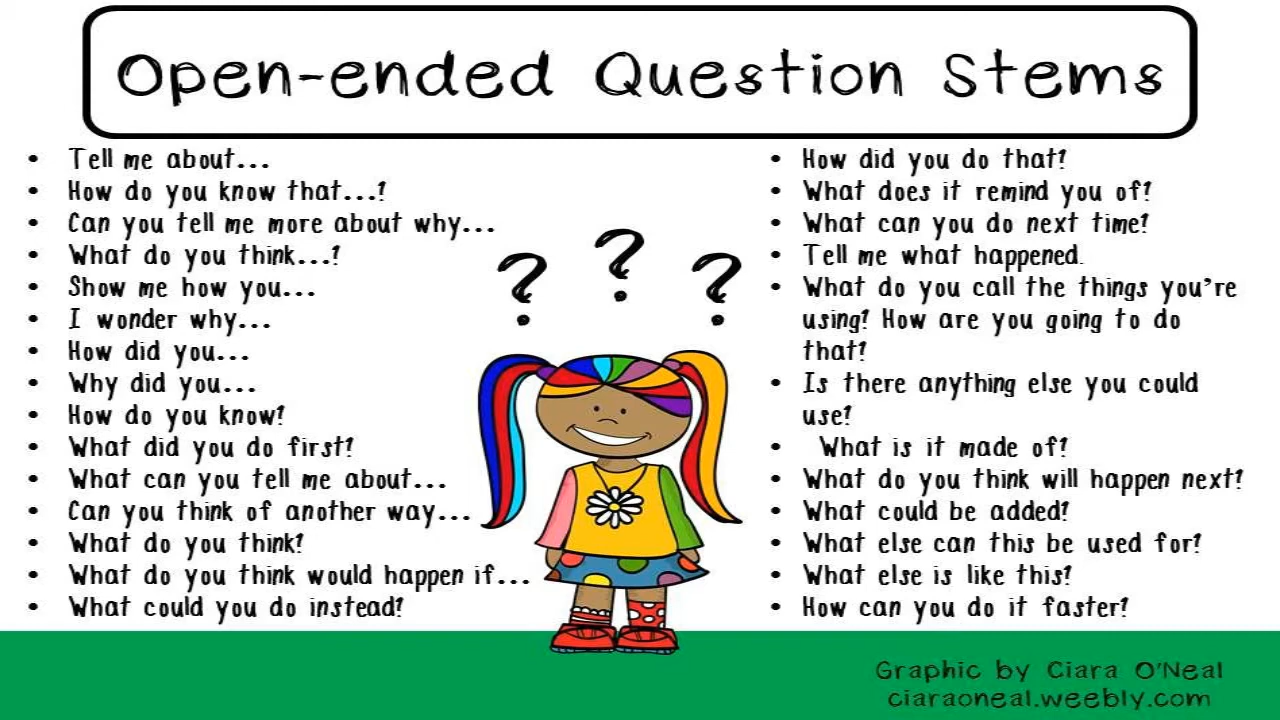 Open-ended Question Stems
• Tell me about...
• How do you know that...?
• Can you tell me more about why...
• What do you think...?
• Show me how you...
• I wonder why...
• How did you...
• Why did you...
• How do you know?
• What did you do first?
• What can you tell me about...
• Can you think of another way...
• What do you think?
• What do you think would happen if...
• What could you do instead?
• How did you do that?
• What does it remind you of?
• What can you do next time?
• Tell me what happened.
• What do you call the things you're
using? How are you going to do
that?
• Is there anything else you could
use?
• What is it made of?
• What do you think will happen next?
• What could be added?
• What else can this be used for?
• What else is like this?
• How can you do it faster?
? ? ?
Graphic by Ciara O'Neal
ciaraoneal.weebly.com